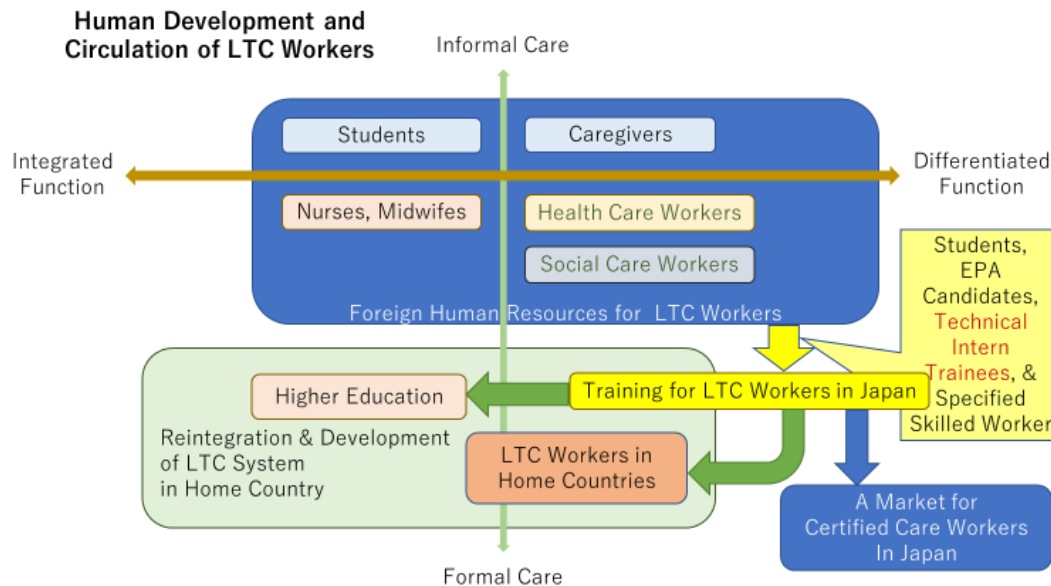 Human Development and
Circulation of LTC Workers
Informal Care
Students
Caregivers
Integrated
Function
Differentiated
Function
Nurses, Midwifes
Health Care Workers
Social Care Workers
Foreign Human Resources for LTC Workers
Students,
EPA
Candidates,
Technical
Intern
Trainees, &
Specified
Skilled Worker
Training for LTC Workers in Japan
Higher Education
Reintegration & Development
of LTC System
in Home Country
LTC Workers in
Home Countries
A Market for
Certified Care Workers
In Japan
Formal Care